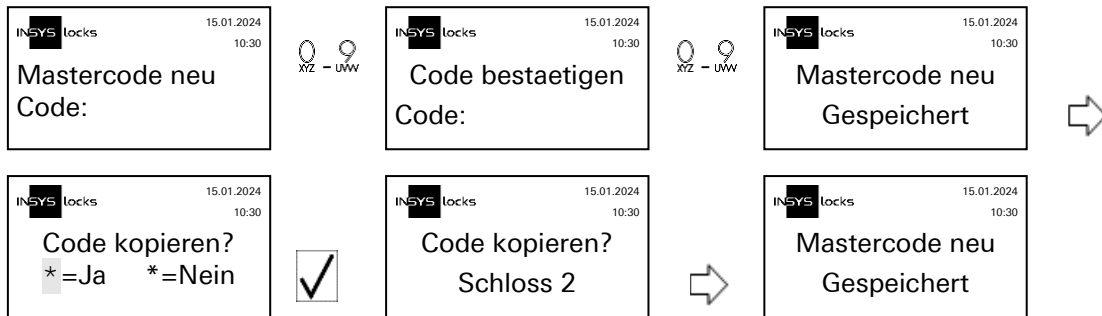 INSYS locks 15.01.2024
10:30
Mastercode neu
Code:
0 - 9
XYZ UVW
INSYS locks 15.01.2024
10:30
Code bestaetigen
Code:
0 - 9
XYZ UVW
INSYS locks 15.01.2024
10:30
Mastercode neu
Gespeichert
INSYS locks 15.01.2024
10:30
Code kopieren?
*=Ja *=Nein
INSYS locks 15.01.2024
10:30
Code kopieren?
Schloss 2
INSYS locks 15.01.2024
10:30
Mastercode neu
Gespeichert